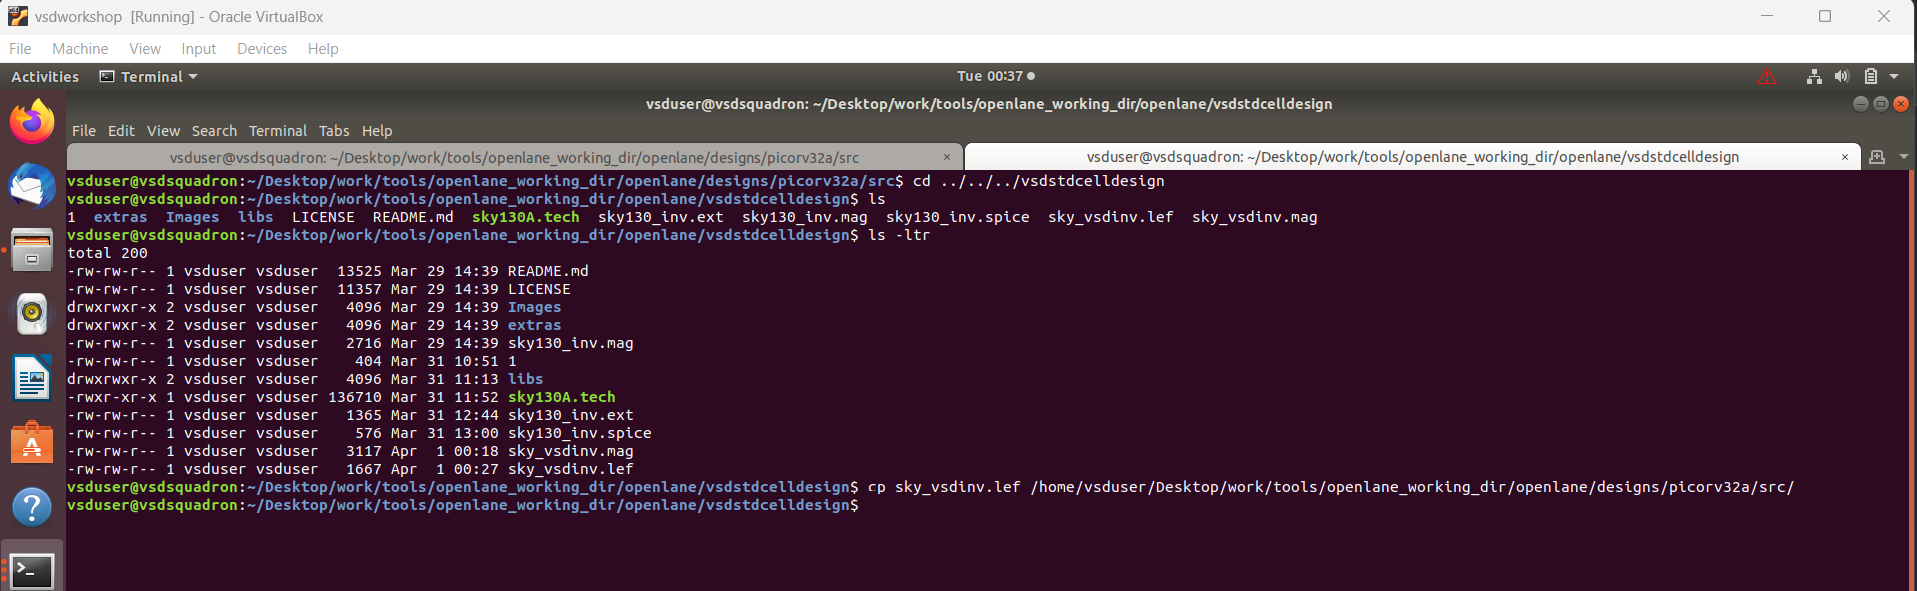 vsdworkshop [Running] - Oracle VirtualBox
File Machine View Input Devices Help
Activities Terminal Tue 00:37
vsduser@vsdsquadron: ~/Desktop/work/tools/openlane_working_dir/openlane/vsdstdcelldesign
File Edit View Search Terminal Tabs Help
vsduser@vsdsquadron: ~/Desktop/work/tools/openlane_working_dir/openlane/designs/picorv32a/src × vsduser@vsdsquadron: ~/Desktop/work/tools/openlane_working_dir/openlane/vsdstdcelldesign ×
vsduser@vsdsquadron:~/Desktop/work/tools/openlane_working_dir/openlane/designs/picorv32a/src$ cd ../../../vsdstdcelldesign
vsduser@vsdsquadron:~/Desktop/work/tools/openlane_working_dir/openlane/vsdstdcelldesign$ ls
1  extras  Images  libs  LICENSE  README.md  sky130A.tech  sky130_inv.ext  sky130_inv.mag  sky130_inv.spice  sky_vsdinv.lef  sky_vsdinv.mag
vsduser@vsdsquadron:~/Desktop/work/tools/openlane_working_dir/openlane/vsdstdcelldesign$ ls -ltr
total 200
-rw-rw-r-- 1 vsduser vsduser  13525 Mar 29 14:39 README.md
-rw-rw-r-- 1 vsduser vsduser  11357 Mar 29 14:39 LICENSE
drwxrwxr-x 2 vsduser vsduser   4096 Mar 29 14:39 Images
drwxrwxr-x 2 vsduser vsduser   4096 Mar 29 14:39 extras
-rw-rw-r-- 1 vsduser vsduser   2716 Mar 29 14:39 sky130_inv.mag
-rw-rw-r-- 1 vsduser vsduser    404 Mar 31 10:51 1
drwxrwxr-x 2 vsduser vsduser   4096 Mar 31 11:13 libs
-rwxr-xr-x 1 vsduser vsduser 136710 Mar 31 11:52 sky130A.tech
-rw-rw-r-- 1 vsduser vsduser   1365 Mar 31 12:44 sky130_inv.ext
-rw-rw-r-- 1 vsduser vsduser    576 Mar 31 13:00 sky130_inv.spice
-rw-rw-r-- 1 vsduser vsduser   3117 Apr  1 00:18 sky_vsdinv.mag
-rw-rw-r-- 1 vsduser vsduser   1667 Apr  1 00:27 sky_vsdinv.lef
vsduser@vsdsquadron:~/Desktop/work/tools/openlane_working_dir/openlane/vsdstdcelldesign$ cp sky_vsdinv.lef /home/vsduser/Desktop/work/tools/openlane_working_dir/openlane/designs/picorv32a/src/
vsduser@vsdsquadron:~/Desktop/work/tools/openlane_working_dir/openlane/vsdstdcelldesign$